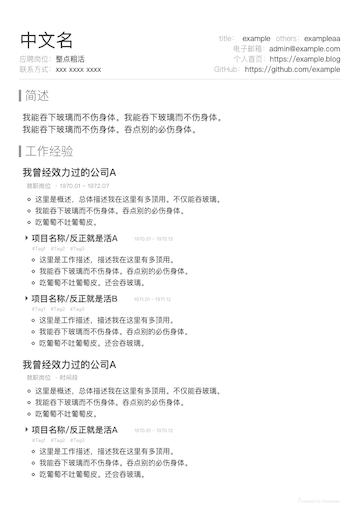 中文名
title： example others： exampleaa
应聘岗位：整点粗活
电子邮箱：admin@example.com
联系方式：xxx xxxx xxxx
个人首页：https://example.blog
GitHub：https://github.com/example
简述
我能吞下玻璃而不伤身体。我能吞下玻璃而不伤身体。
我能吞下玻璃而不伤身体。吞点别的必伤身体。
工作经验
我曾经效力过的公司A
就职岗位 · 1970.01 – 1972.07
这里是概述，总体描述我在这里有多顶用。不仅能吞玻璃。
我能吞下玻璃而不伤身体。吞点别的必伤身体。
吃葡萄不吐葡萄皮。
项目名称/反正就是活A 1970.01 – 1970.12
#Tag1 #Tag2 #Tag3
这里是工作描述，描述我在这里有多顶用。
我能吞下玻璃而不伤身体。吞点别的必伤身体。
吃葡萄不吐葡萄皮。还会吞玻璃。
项目名称/反正就是活B 1971.01 – 1971.12
#Tag1 #Tag2 #Tag3
这里是工作描述，描述我在这里有多顶用。
我能吞下玻璃而不伤身体。吞点别的必伤身体。
吃葡萄不吐葡萄皮。还会吞玻璃。
我曾经效力过的公司A
就职岗位 · 时间段
这里是概述，总体描述我在这里有多顶用。不仅能吞玻璃。
我能吞下玻璃而不伤身体。吞点别的必伤身体。
吃葡萄不吐葡萄皮。
项目名称/反正就是活A 1970.01 – 1970.12
#Tag1 #Tag2 #Tag3
这里是工作描述，描述我在这里有多顶用。
我能吞下玻璃而不伤身体。吞点别的必伤身体。
吃葡萄不吐葡萄皮。还会吞玻璃。